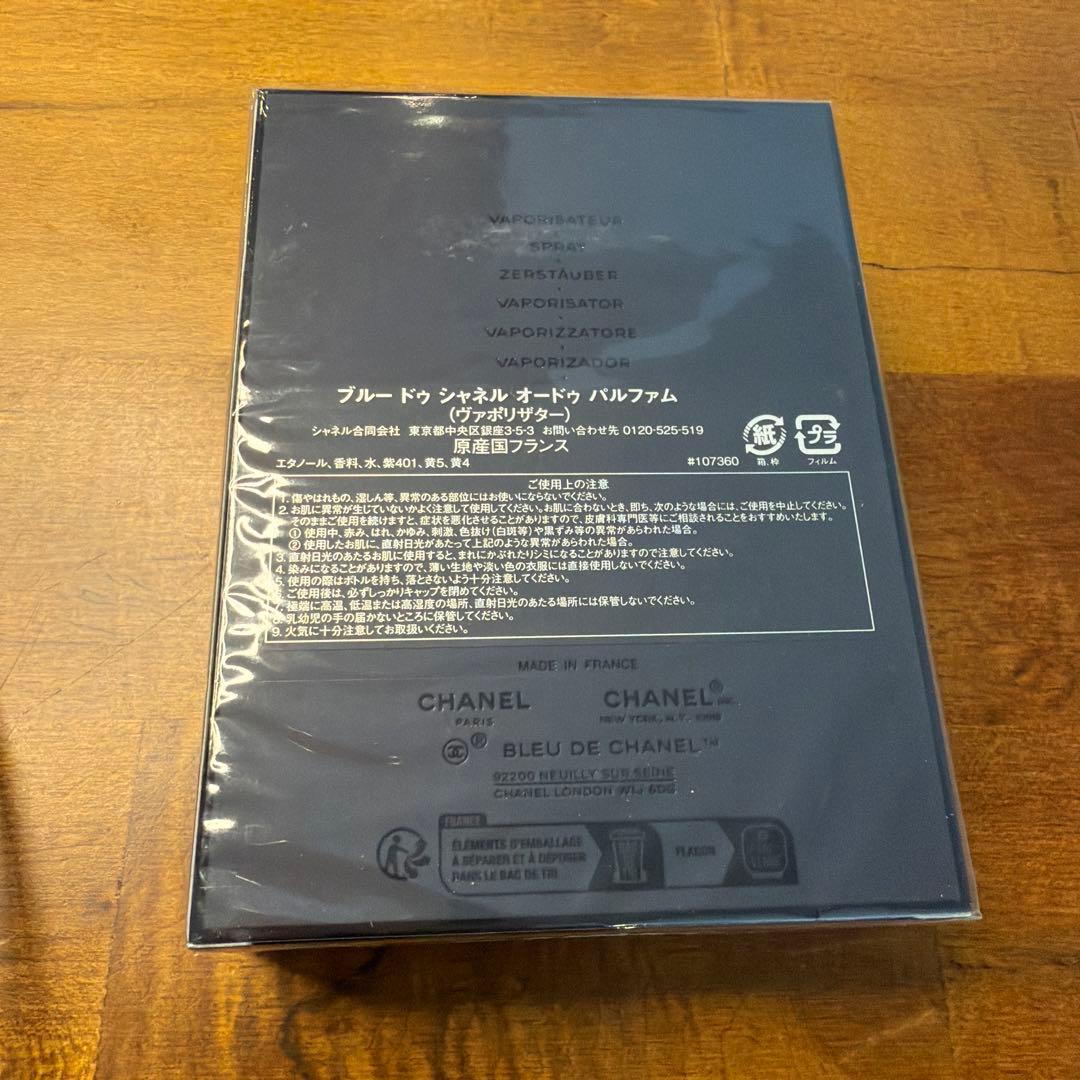 VAPORISATEUR
SPRAY
ZERSTÄUBER
VAPORISATOR
VAPORIZZATORE
VAPORIZADOR
ブルー ドゥ シャネル オードゥ パルファム
(ヴァポリザター)
シャネル合同会社 東京都中央区銀座3-5-3 お問い合わせ先 0120-525-519
原産国フランス
エタノール、香料、水、紫401、黄5、黄4 #107360
紙 箱、枠
プラ フィルム
ご使用上の注意
1. 傷やはれもの、湿しん等、異常のある部位にはお使いにならないでください。
2. お肌に異常が生じていないかよく注意して使用してください。お肌に合わないとき、即ち、次のような場合には、ご使用を中止してください。
そのままご使用を続けますと、症状を悪化させることがありますので、皮膚科専門医等にご相談されることをおすすめいたします。
① 使用中、赤み、はれ、かゆみ、刺激、色抜け(白斑等)や黒ずみ等の異常があらわれた場合。
② 使用したお肌に、直射日光があたって上記のような異常があらわれた場合。
3. 直射日光のあたるお肌に使用すると、まれにかぶれたりシミになることがありますので注意してください。
4. 染みになることがありますので、薄い生地や淡い色の衣服には直接使用しないでください。
5. 使用の際はボトルを持ち、落とさないよう十分注意してください。
6. ご使用後は、必ずしっかりキャップを閉めてください。
7. 極端に高温、低温または高湿度の場所、直射日光のあたる場所には保管しないでください。
8. 乳幼児の手の届かないところに保管してください。
9. 火気に十分注意してお取扱いください。
MADE IN FRANCE
CHANEL CHANEL® INC.
PARIS NEW YORK, N.Y.
® BLEU DE CHANEL™
92200 NEUILLY SUR SEINE
CHANEL LONDON W1J 6DG
FRANCE
ÉLÉMENTS D'EMBALLAGE
À SÉPARER ET À DÉPOSER
DANS LE BAC DE TRI
FLACON